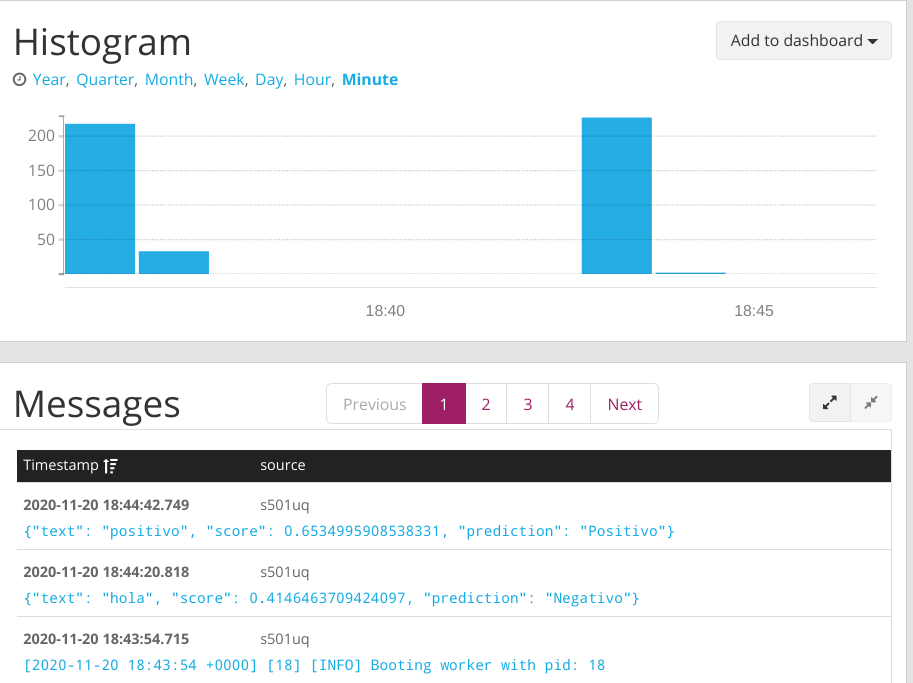 Histogram
Add to dashboard
Year, Quarter, Month, Week, Day, Hour, Minute
200
150
100
50
18:40 18:45
Messages
Previous 1 2 3 4 Next
Timestamp source
2020-11-20 18:44:42.749 s501uq
{"text": "positivo", "score": 0.6534995908538331, "prediction": "Positivo"}
2020-11-20 18:44:20.818 s501uq
{"text": "hola", "score": 0.4146463709424097, "prediction": "Negativo"}
2020-11-20 18:43:54.715 s501uq
[2020-11-20 18:43:54 +0000] [18] [INFO] Booting worker with pid: 18